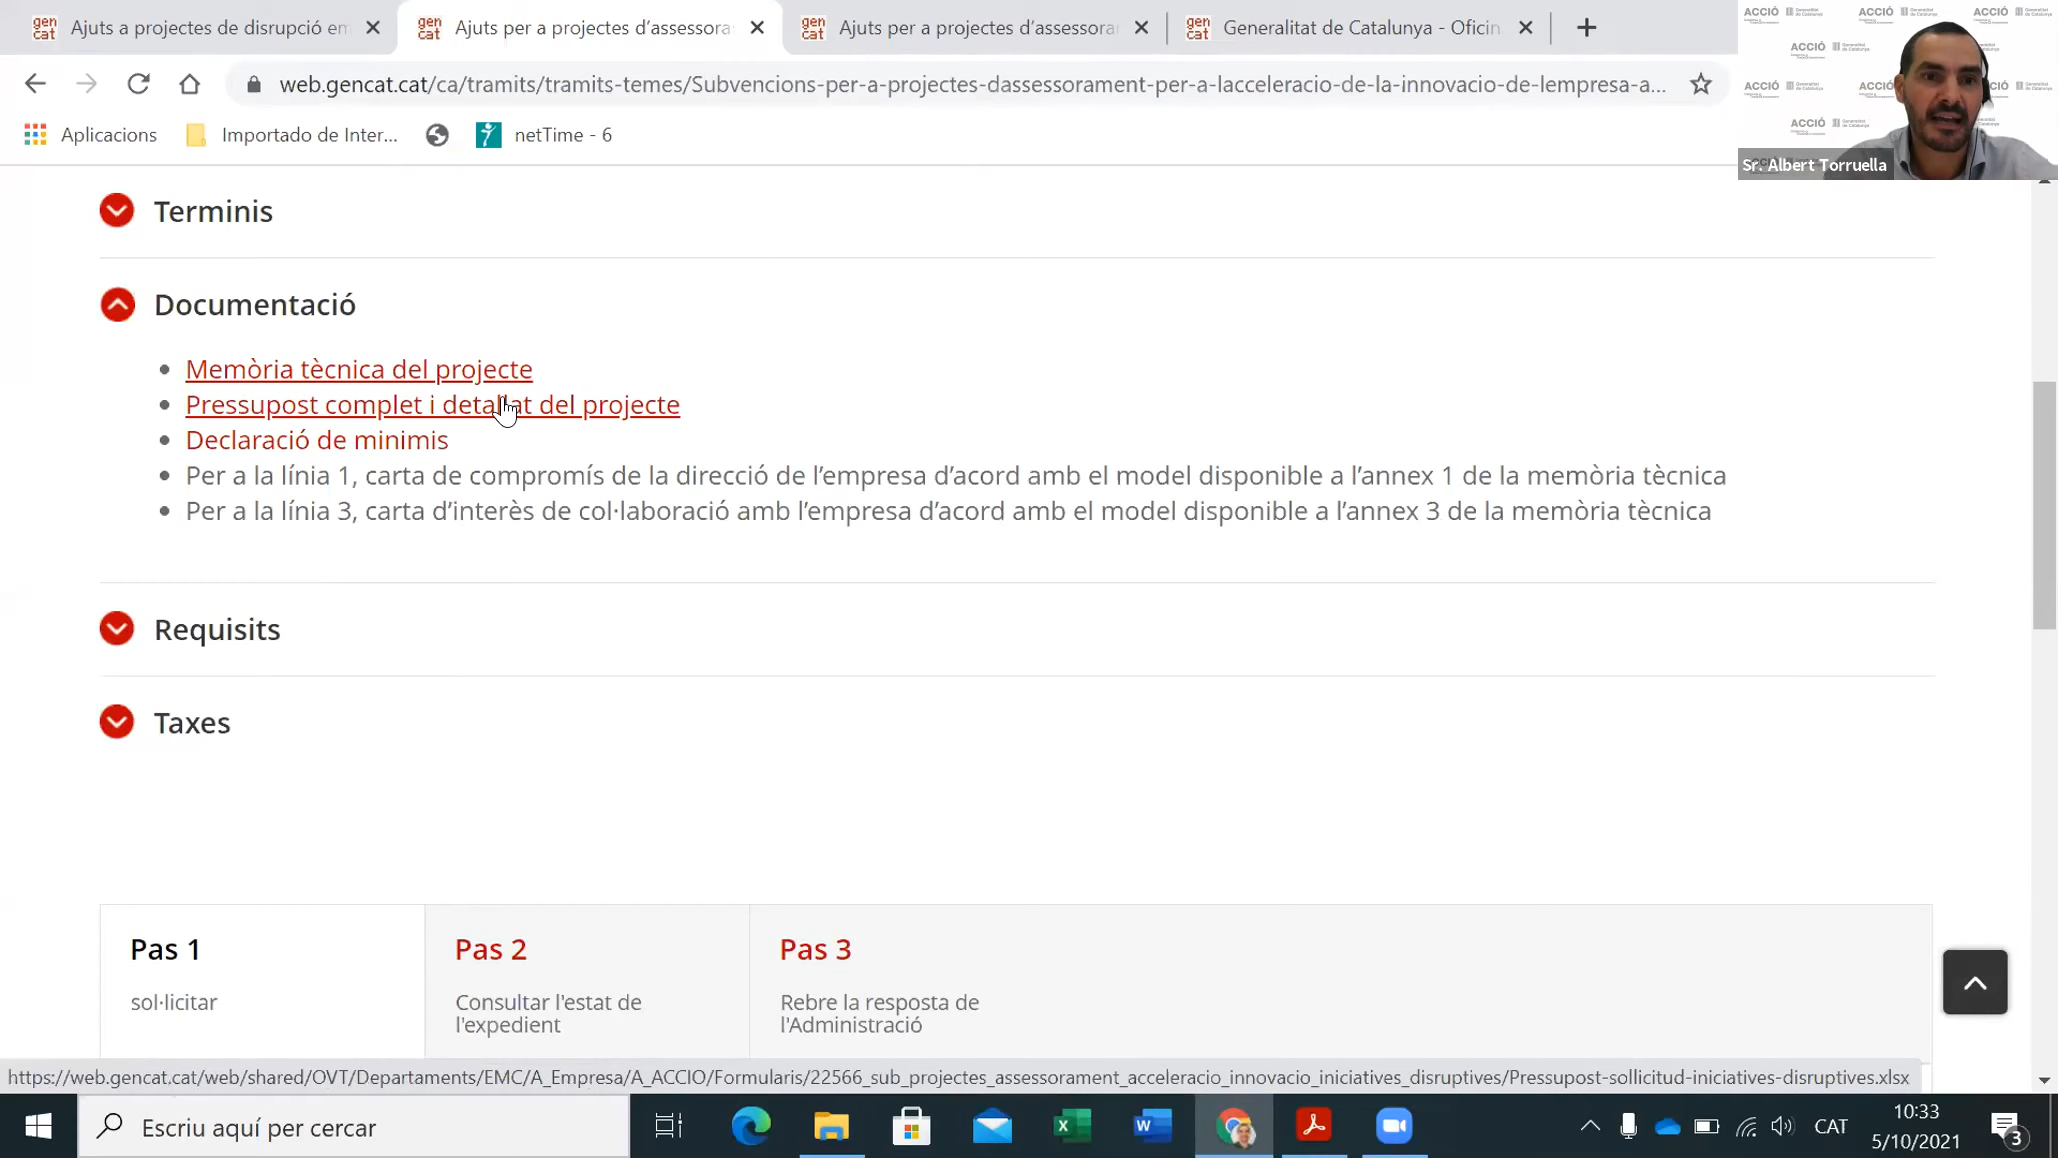 Ajuts a projectes de disrupció em
Ajuts per a projectes d'assessora
Ajuts per a projectes d'assessora
Generalitat de Catalunya - Oficin
web.gencat.cat/ca/tramits/tramits-temes/Subvencions-per-a-projectes-dassessorament-per-a-lacceleracio-de-la-innovacio-de-lempresa-a...
Aplicacions
Importado de Inter...
netTime - 6
ACCIÓ Generalitat de Catalunya
Sr. Albert Torruella
Terminis
Documentació
Memòria tècnica del projecte
Pressupost complet i detallat del projecte
Declaració de minimis
Per a la línia 1, carta de compromís de la direcció de l'empresa d'acord amb el model disponible a l'annex 1 de la memòria tècnica
Per a la línia 3, carta d'interès de col·laboració amb l'empresa d'acord amb el model disponible a l'annex 3 de la memòria tècnica
Requisits
Taxes
Pas 1
sol·licitar
Pas 2
Consultar l'estat de
l'expedient
Pas 3
Rebre la resposta de
l'Administració
https://web.gencat.cat/web/shared/OVT/Departaments/EMC/A_Empresa/A_ACCIO/Formularis/22566_sub_projectes_assessorament_acceleracio_innovacio_iniciatives_disruptives/Pressupost-sollicitud-iniciatives-disruptives.xlsx
Escriu aquí per cercar
CAT
10:33
5/10/2021
3